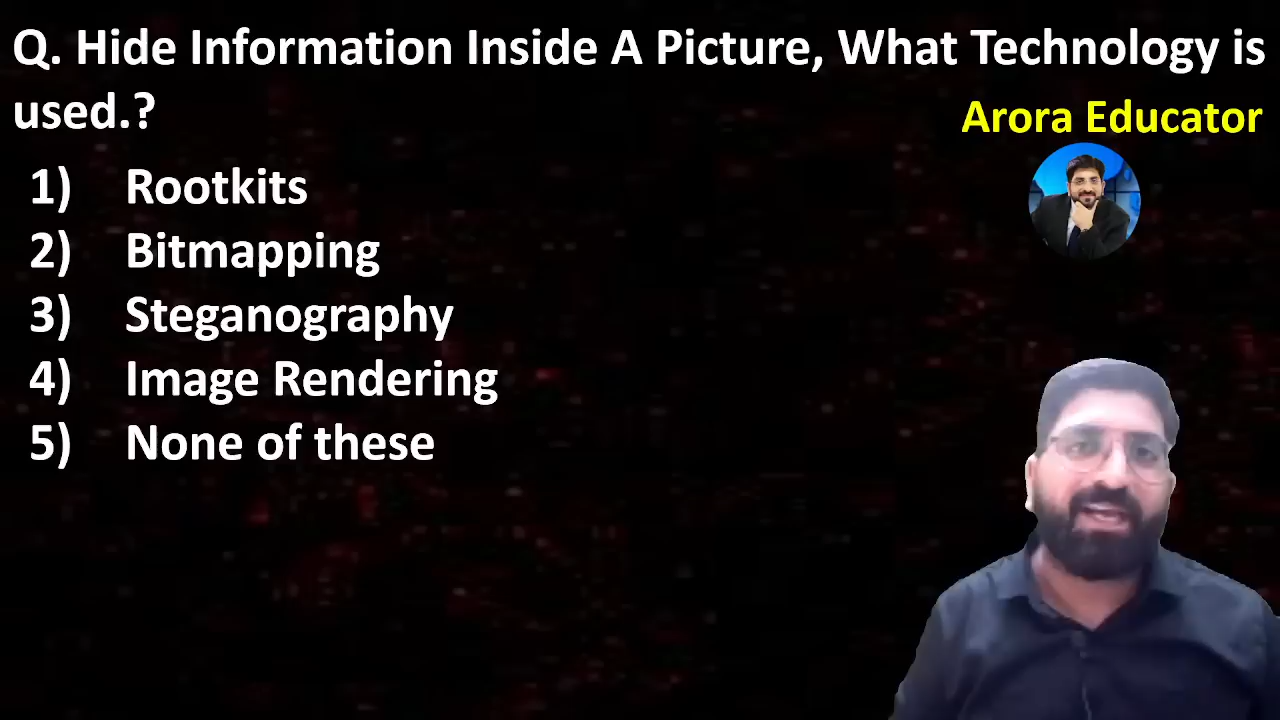 Q. Hide Information Inside A Picture, What Technology is
used.?
Arora Educator
1) Rootkits
2) Bitmapping
3) Steganography
4) Image Rendering
5) None of these